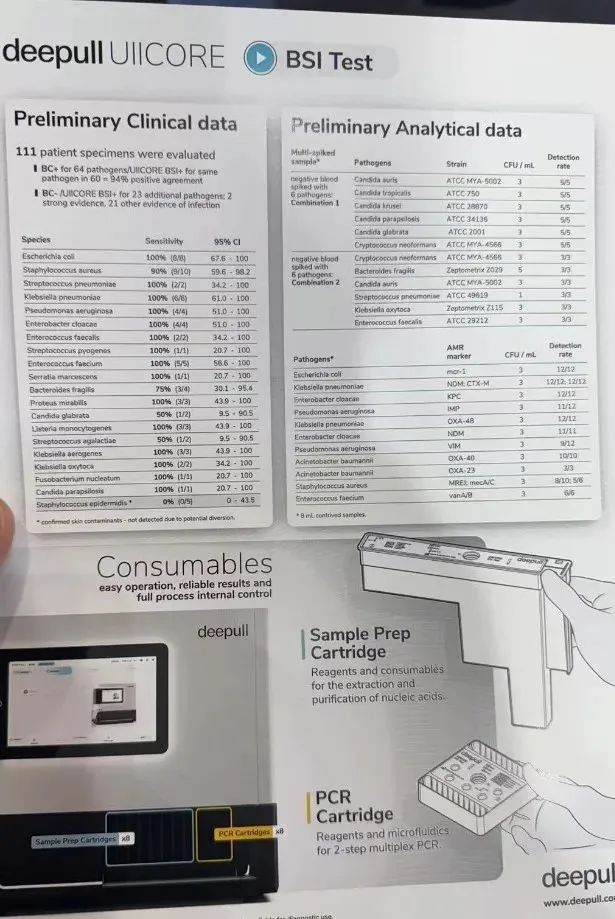 deepull UIICORE BSI Test
Preliminary Clinical data
111 patient specimens were evaluated
BC+ for 64 pathogens/UIICORE BSI+ for same
pathogen in 60 = 94% positive agreement
BC- /UIICORE BSI+ for 23 additional pathogens; 2
strong evidence, 21 other evidence of infection
Species Sensitivity 95% CI
Escherichia coli 100% (8/8) 67.6 - 100
Staphylococcus aureus 90% (9/10) 59.6 - 98.2
Streptococcus pneumoniae 100% (2/2) 34.2 - 100
Klebsiella pneumoniae 100% (6/6) 61.0 - 100
Pseudomonas aeruginosa 100% (4/4) 51.0 - 100
Enterobacter cloacae 100% (4/4) 51.0 - 100
Enterococcus faecalis 100% (2/2) 34.2 - 100
Streptococcus pyogenes 100% (1/1) 20.7 - 100
Enterococcus faecium 100% (5/5) 56.6 - 100
Serratia marcescens 100% (1/1) 20.7 - 100
Bacteroides fragilis 75% (3/4) 30.1 - 95.4
Proteus mirabilis 100% (3/3) 43.9 - 100
Candida glabrata 50% (1/2) 9.5 - 90.5
Listeria monocytogenes 100% (3/3) 43.9 - 100
Streptococcus agalactiae 50% (1/2) 9.5 - 90.5
Klebsiella aerogenes 100% (3/3) 43.9 - 100
Klebsiella oxytoca 100% (2/2) 34.2 - 100
Fusobacterium nucleatum 100% (1/1) 20.7 - 100
Candida parapsilosis 100% (1/1) 20.7 - 100
Staphylococcus epidermidis * 0% (0/5) 0 - 43.5
* confirmed skin contaminants - not detected due to potential diversion.
Preliminary Analytical data
Multi-spiked
sample* Pathogens Strain CFU / mL Detection
rate
negative blood
spiked with
6 pathogens:
Combination 1
Candida auris ATCC MYA-5002 3 5/5
Candida tropicalis ATCC 750 3 5/5
Candida krusei ATCC 28870 3 5/5
Candida parapsilosis ATCC 34136 3 5/5
Candida glabrata ATCC 2001 3 5/5
Cryptococcus neoformans ATCC MYA-4566 3 5/5
negative blood
spiked with
6 pathogens:
Combination 2
Cryptococcus neoformans ATCC MYA-4566 3 3/3
Bacteroides fragilis Zeptometrix Z029 5 3/3
Candida auris ATCC MYA-5002 3 3/3
Streptococcus pneumoniae ATCC 49619 1 3/3
Klebsiella oxytoca Zeptometrix Z115 3 3/3
Enterococcus faecalis ATCC 29212 3 3/3
Pathogens* AMR
marker CFU / mL Detection
rate
Escherichia coli mcr-1 3 12/12
Klebsiella pneumoniae NDM; CTX-M 3 12/12; 12/12
Enterobacter cloacae KPC 3 12/12
Pseudomonas aeruginosa IMP 3 11/12
Klebsiella pneumoniae OXA-48 3 12/12
Enterobacter cloacae NDM 3 11/11
Pseudomonas aeruginosa VIM 3 9/12
Acinetobacter baumannii OXA-40 3 10/10
Acinetobacter baumannii OXA-23 3 3/3
Staphylococcus aureus MREJ; mecA/C 3 8/10; 5/6
Enterococcus faecium vanA/B 3 6/6
* 8 mL contrived samples.
Consumables
easy operation, reliable results and
full process internal control
deepull
Sample Prep
Cartridge
Reagents and consumables
for the extraction and
purification of nucleic acids.
deepull
PCR
Cartridge
Reagents and microfluidics
for 2-step multiplex PCR.
deepull
Sample Prep Cartridges x8
PCR Cartridges x8
deepul
www.deepull.co
for diagnostic use.